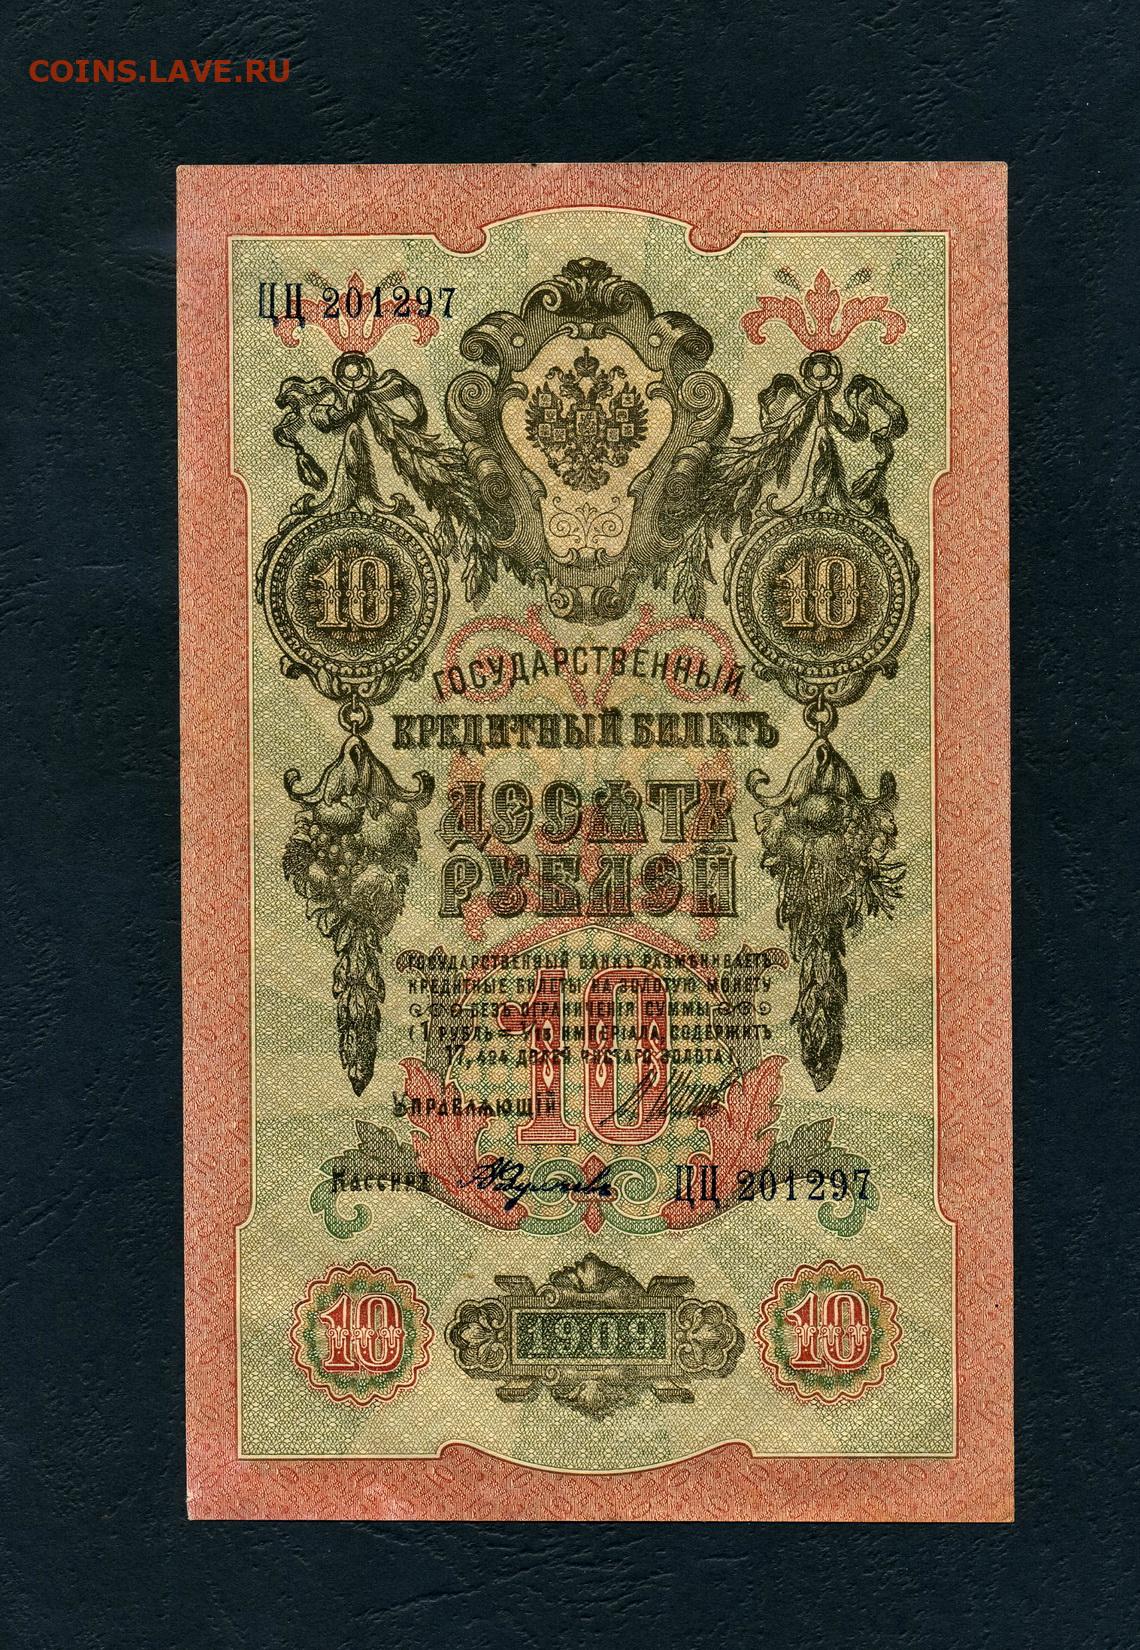 COINS.LAVE.RU
ЦЦ 201297
10 10
ГОСУДАРСТВЕННЫЙ
КРЕДИТНЫЙ БИЛЕТЪ
ДЕСЯТЬ
РУБЛЕЙ
ГОСУДАРСТВЕННЫЙ БАНКЪ РАЗМѢНИВАЕТЪ
КРЕДИТНЫЕ БИЛЕТЫ НА ЗОЛОТУЮ МОНЕТУ
БЕЗЪ ОГРАНИЧЕНІЯ СУММЫ
(1 РУБЛЬ = 1/15 ИМПЕРІАЛА, СОДЕРЖИТЪ
17,424 ДОЛЕЙ ЧИСТАГО ЗОЛОТА)
10
УПРАВЛЯЮЩІЙ
Кассиръ ЦЦ 201297
10 1909 10